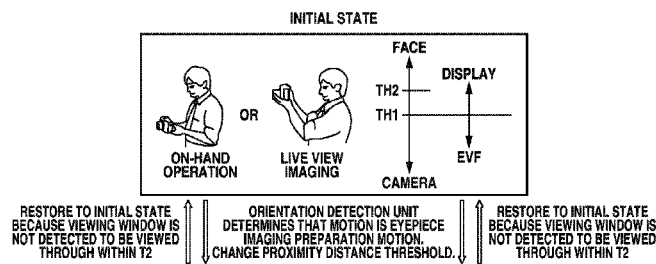 INITIAL STATE
FACE
DISPLAY
TH2
TH1
OR
ON-HAND
OPERATION
LIVE VIEW
IMAGING
EVF
CAMERA
RESTORE TO INITIAL STATE
BECAUSE VIEWING WINDOW IS
NOT DETECTED TO BE VIEWED
THROUGH WITHIN T2
ORIENTATION DETECTION UNIT
DETERMINES THAT MOTION IS EYEPIECE
IMAGING PREPARATION MOTION.
CHANGE PROXIMITY DISTANCE THRESHOLD.
RESTORE TO INITIAL STATE
BECAUSE VIEWING WINDOW IS
NOT DETECTED TO BE VIEWED
THROUGH WITHIN T2